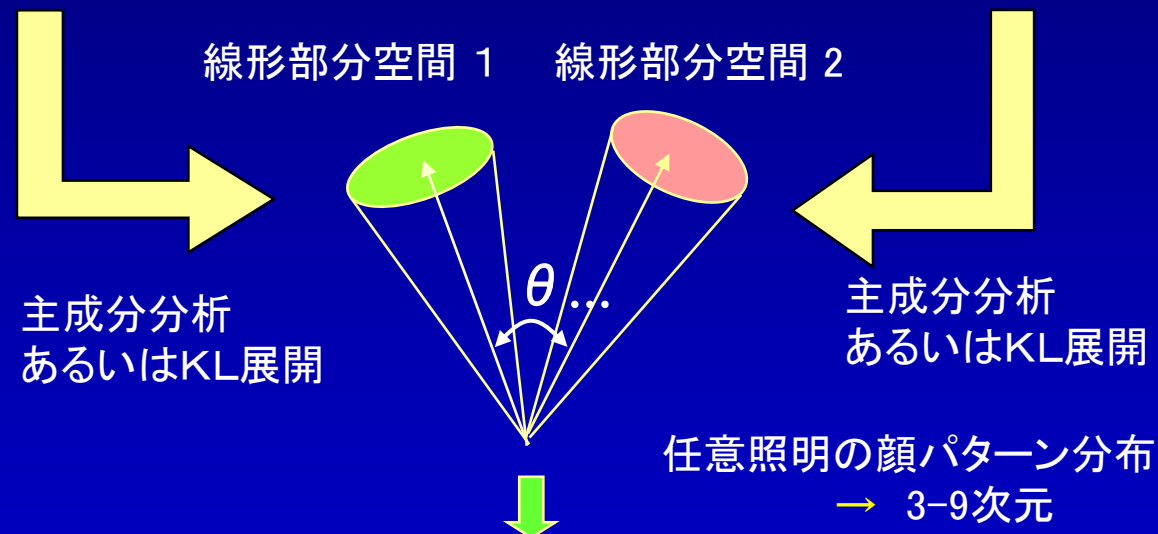 線形部分空間 1
線形部分空間 2
θ…
主成分分析
あるいはKL展開
主成分分析
あるいはKL展開
任意照明の顔パターン分布
→ 3-9次元